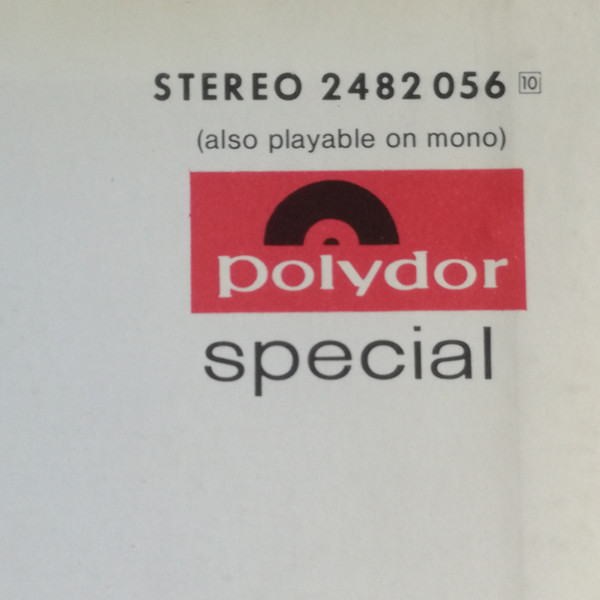 STEREO 2482 056 10
(also playable on mono)
polydor
special